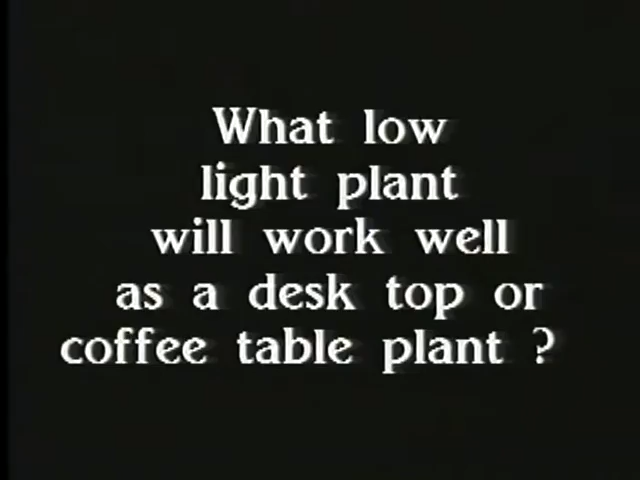 What low
light plant
will work well
as a desk top or
coffee table plant ?